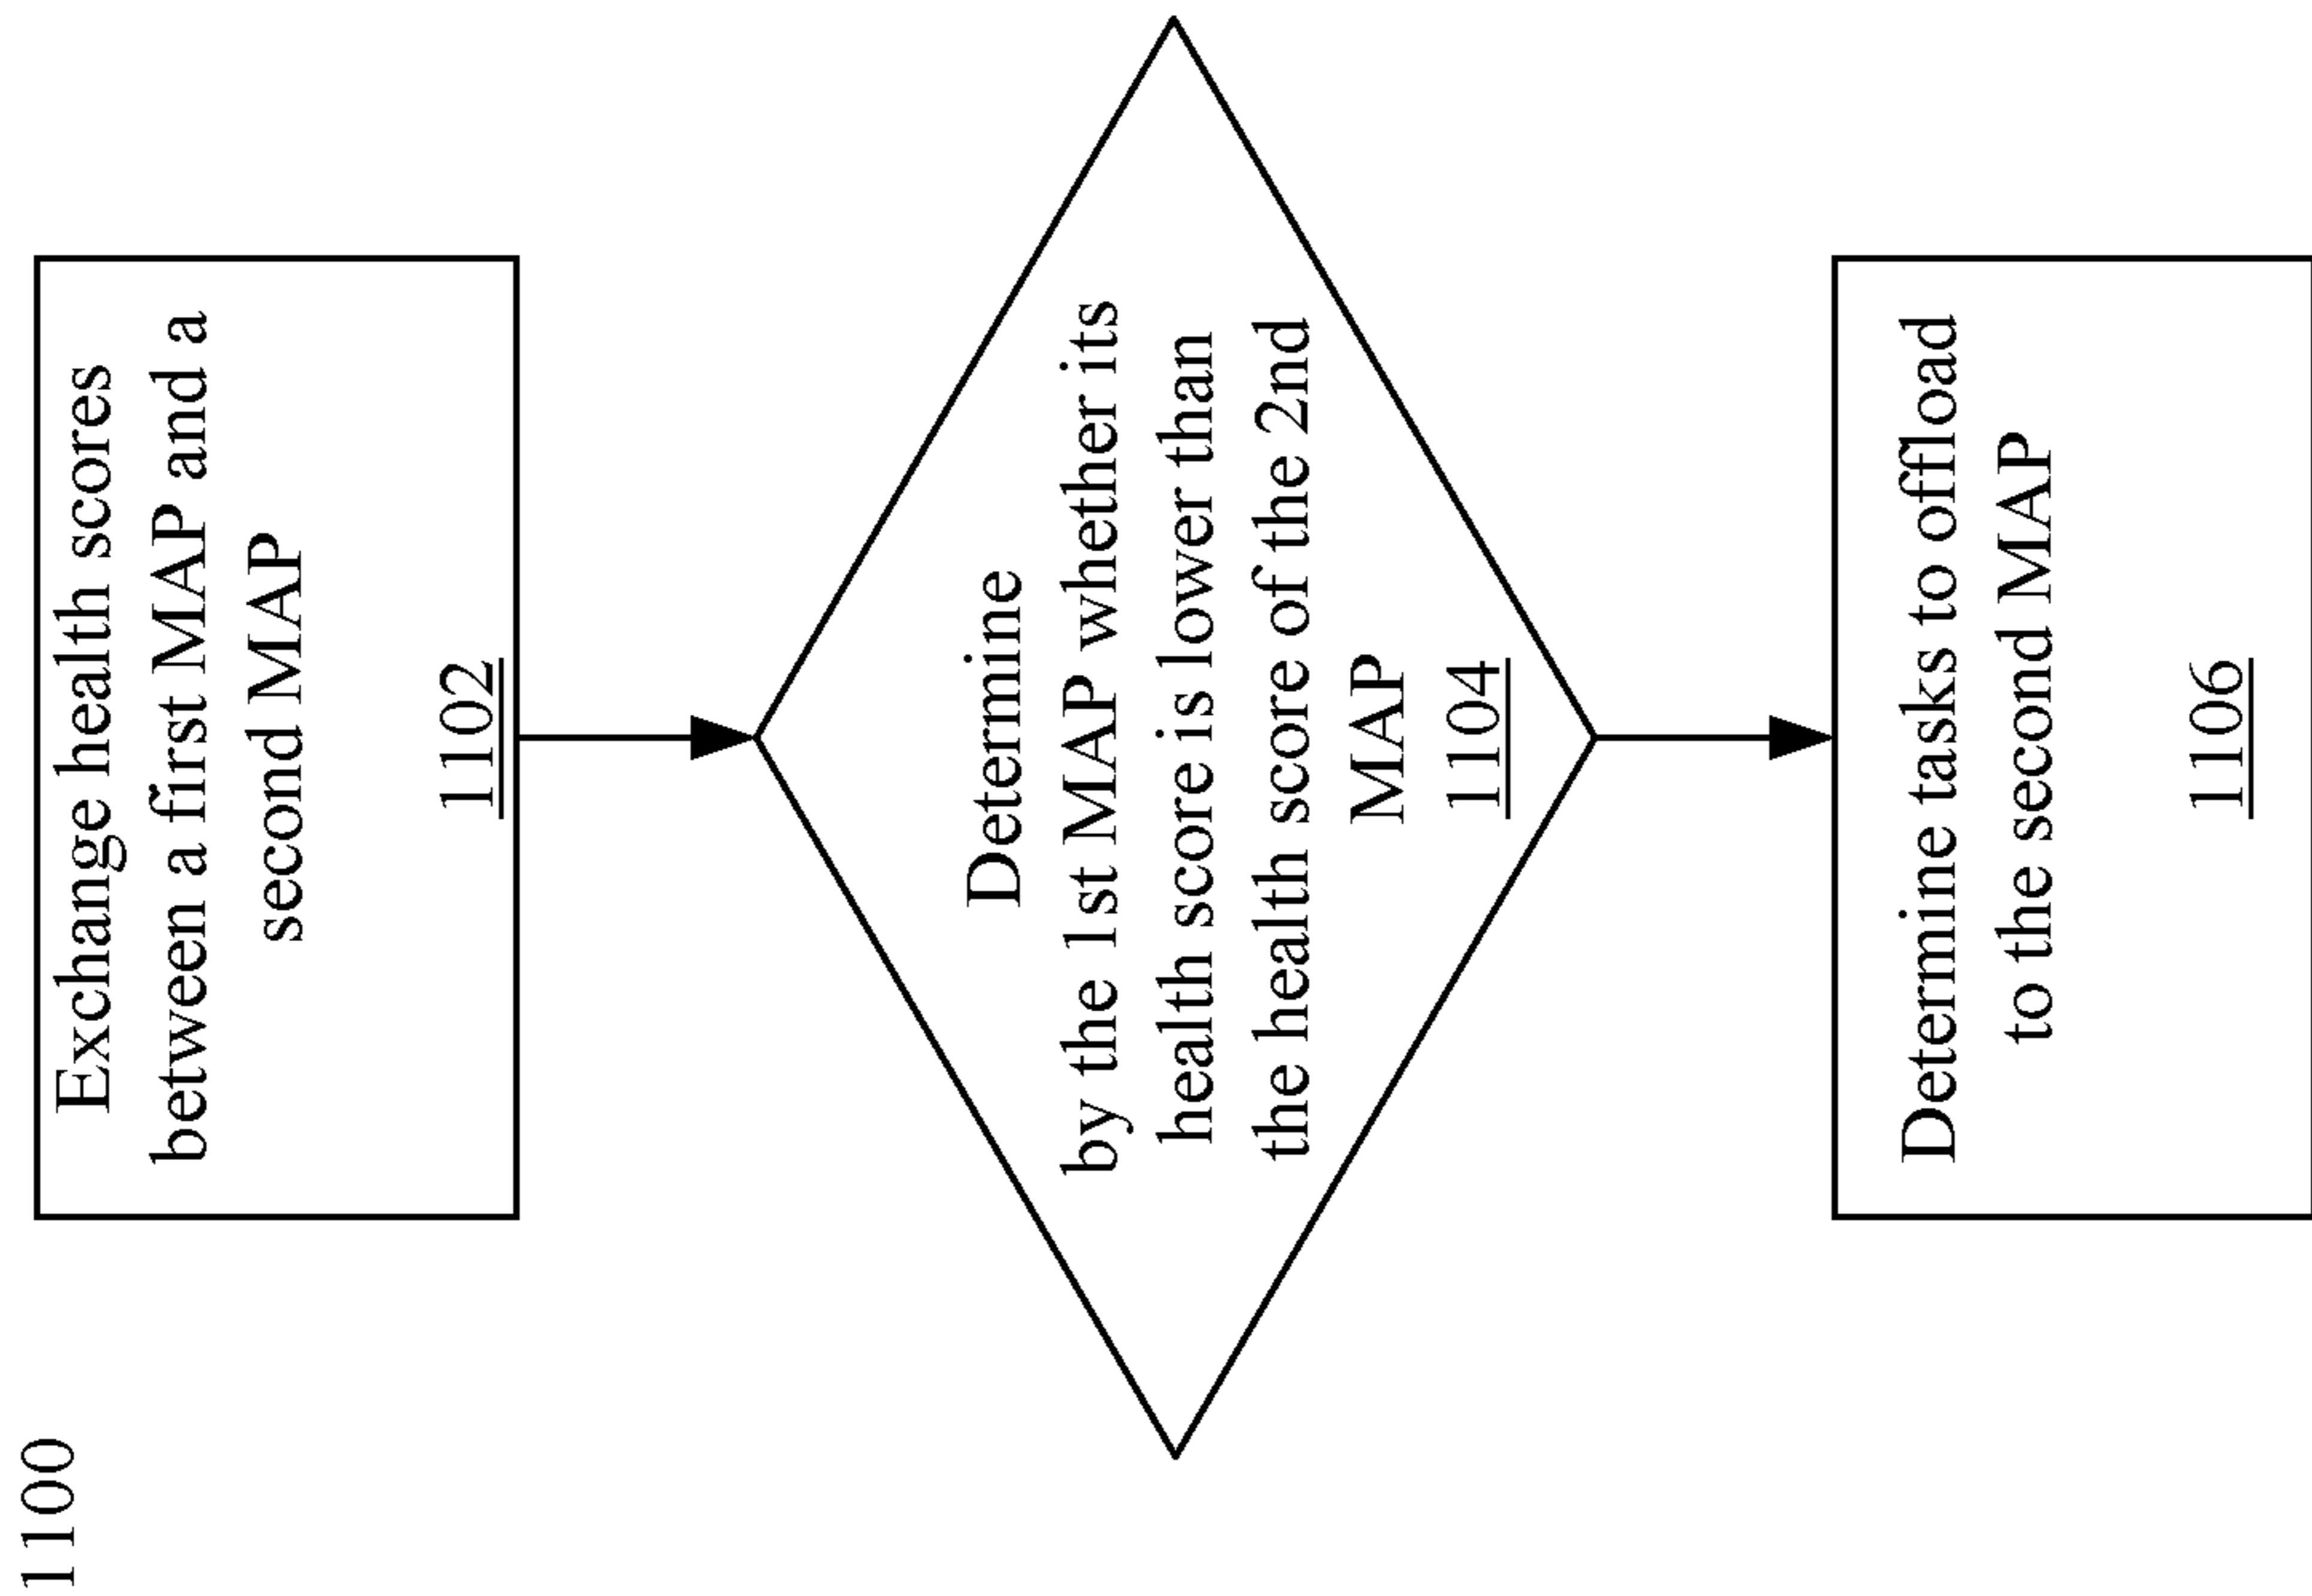 1100
Exchange health scores
between a first MAP and a
second MAP
1102
Determine
by the 1st MAP whether its
health score is lower than
the health score of the 2nd
MAP
1104
Determine tasks to offload
to the second MAP
1106